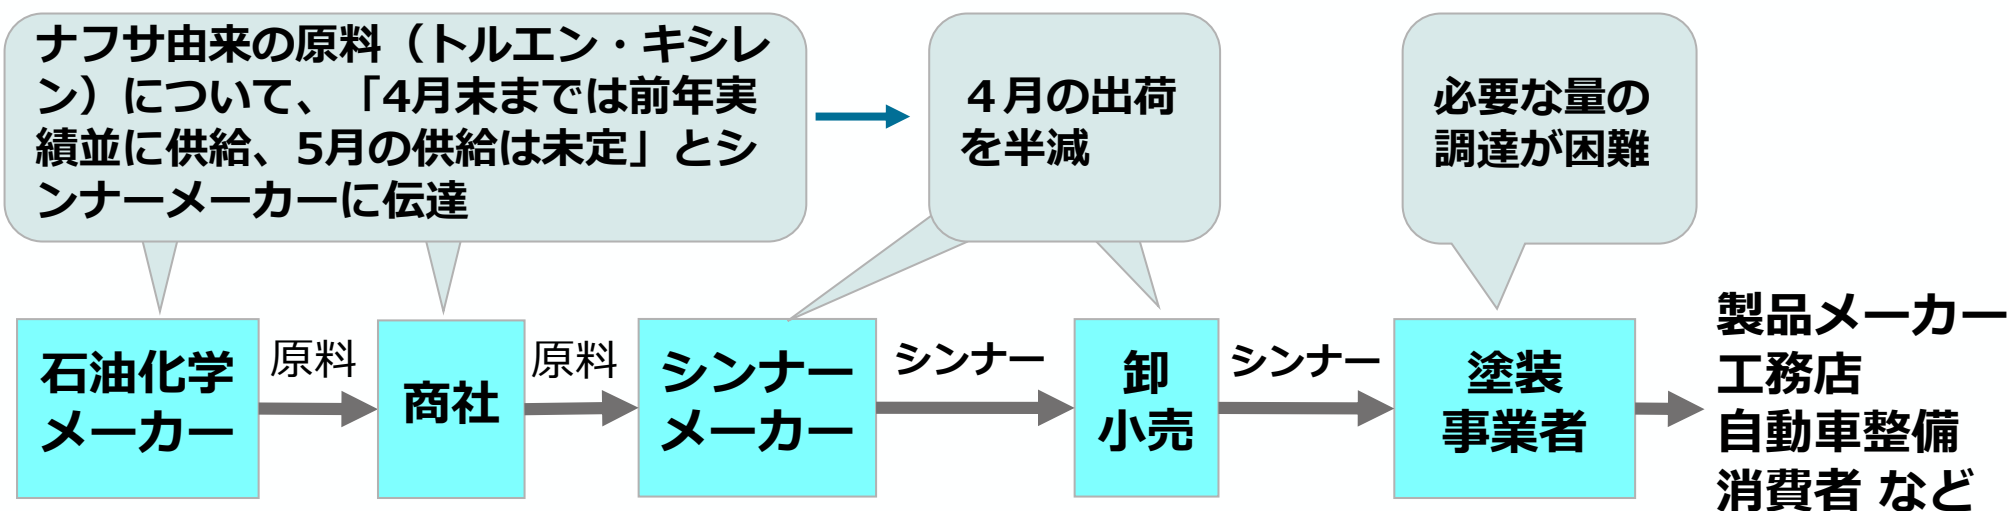 ナフサ由来の原料（トルエン・キシレ
ン）について、「4月末までは前年実
績並に供給、5月の供給は未定」とシ
ンナーメーカーに伝達
４月の出荷
を半減
必要な量の
調達が困難
石油化学
メーカー
原料
商社
原料
シンナー
メーカー
シンナー
卸
小売
シンナー
塗装
事業者
製品メーカー
工務店
自動車整備
消費者 など